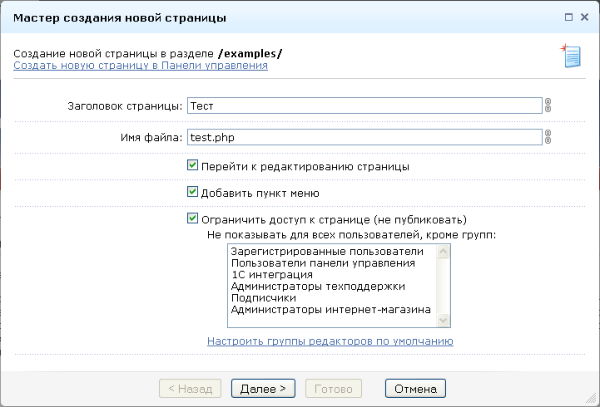 Мастер создания новой страницы
Создание новой страницы в разделе /examples/
Создать новую страницу в Панели управления
Заголовок страницы: Тест
Имя файла: test.php
Перейти к редактированию страницы
Добавить пункт меню
Ограничить доступ к странице (не публиковать)
Не показывать для всех пользователей, кроме групп:
Зарегистрированные пользователи
Пользователи панели управления
1С интеграция
Администраторы техподдержки
Подписчики
Администраторы интернет-магазина
Настроить группы редакторов по умолчанию
< Назад Далее > Готово Отмена